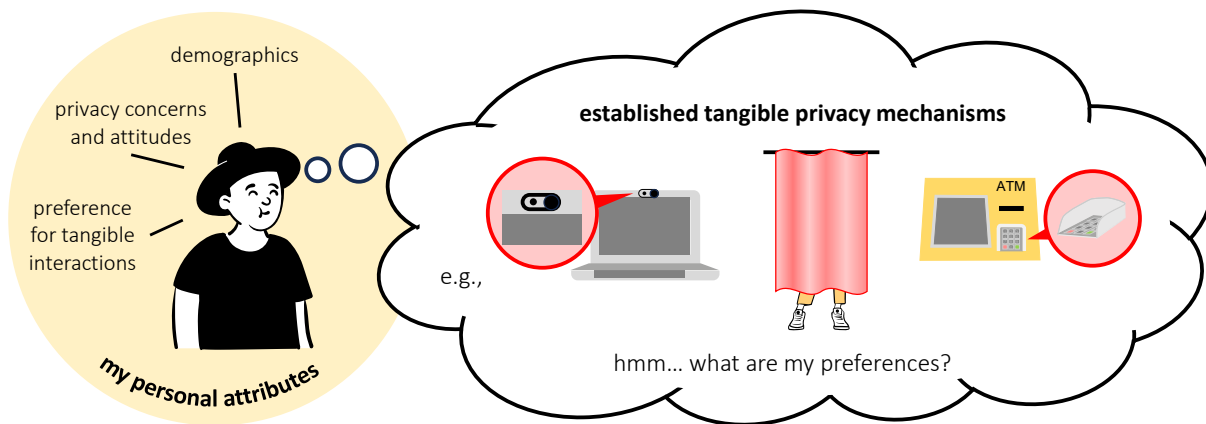 demographics
privacy concerns
and attitudes
preference
for tangible
interactions
my personal attributes
established tangible privacy mechanisms
ATM
e.g.,
hmm... what are my preferences?